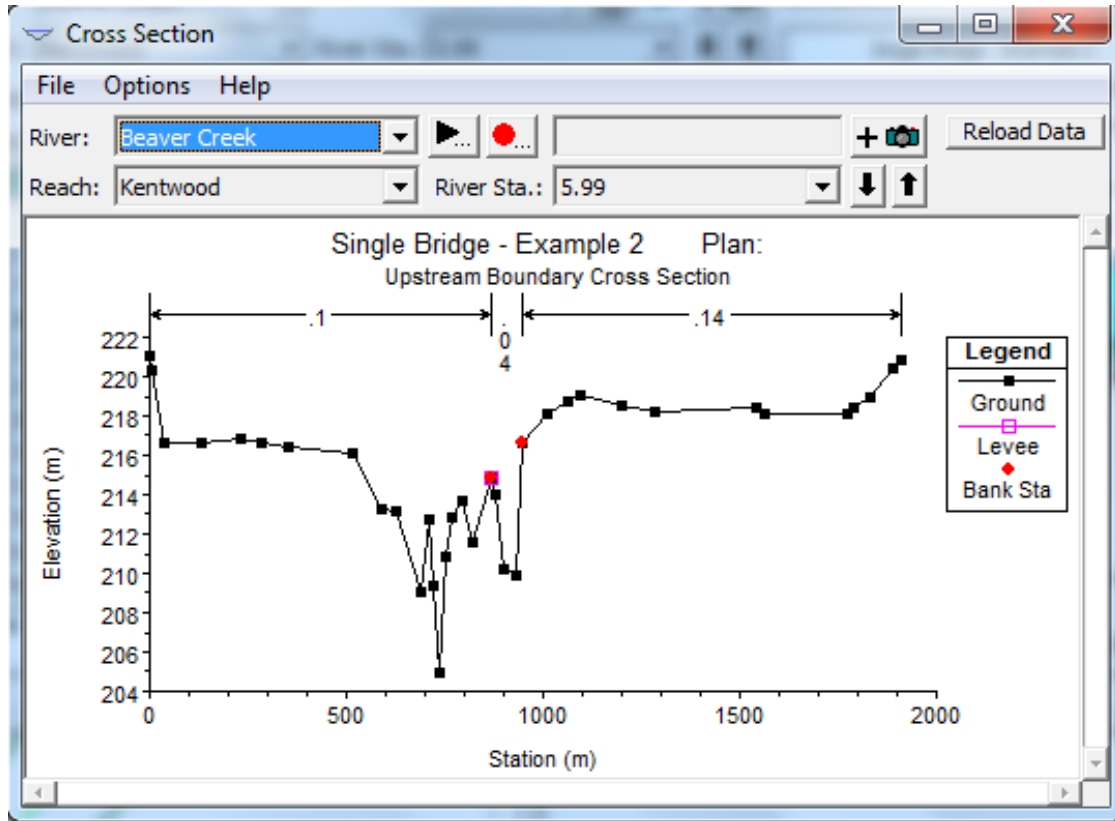 Cross Section
File Options Help
River: Beaver Creek ... ... + Reload Data
Reach: Kentwood River Sta.: 5.99
Single Bridge - Example 2 Plan:
Upstream Boundary Cross Section
.1 .04 .14
222
220
218
216
214
212
210
208
206
204
Elevation (m)
0 500 1000 1500 2000
Station (m)
Legend
Ground
Levee
Bank Sta